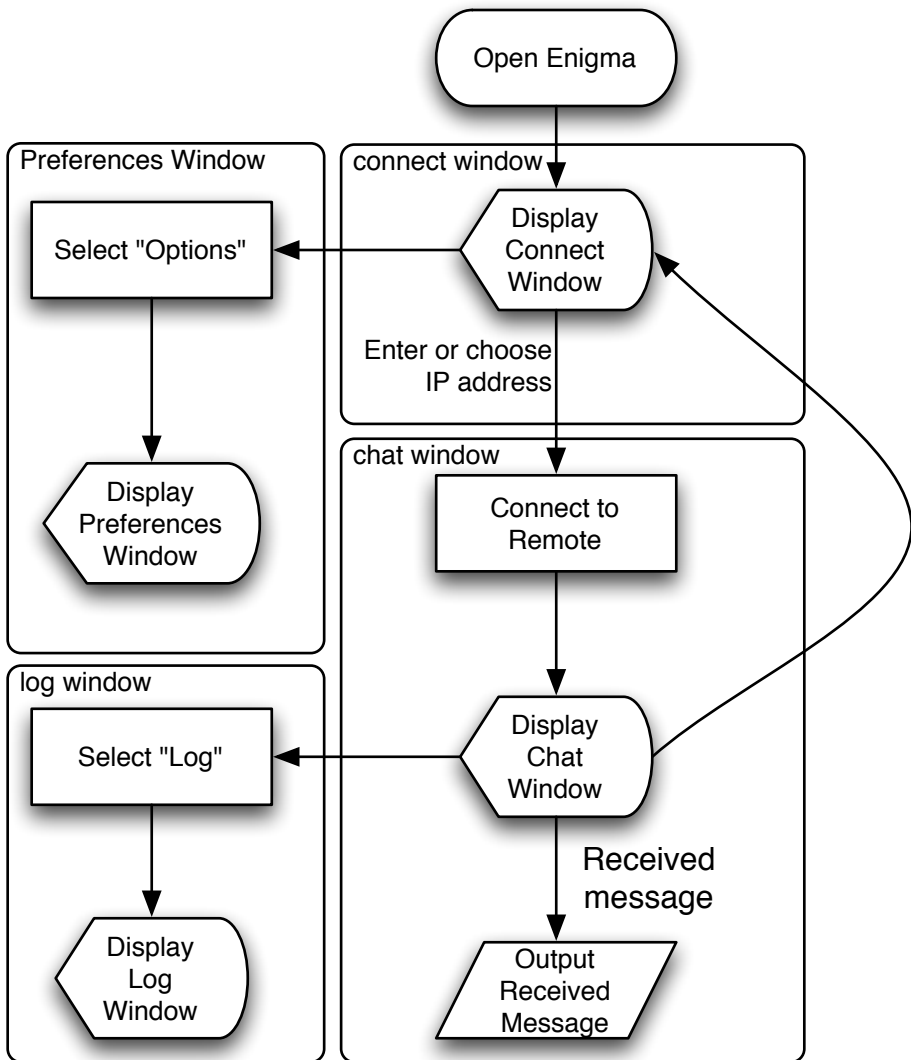 Open Enigma
Preferences Window
connect window
Select "Options"
Display
Connect
Window
Enter or choose
IP address
Display
Preferences
Window
chat window
Connect to
Remote
log window
Select "Log"
Display
Chat
Window
Received
message
Display
Log
Window
Output
Received
Message